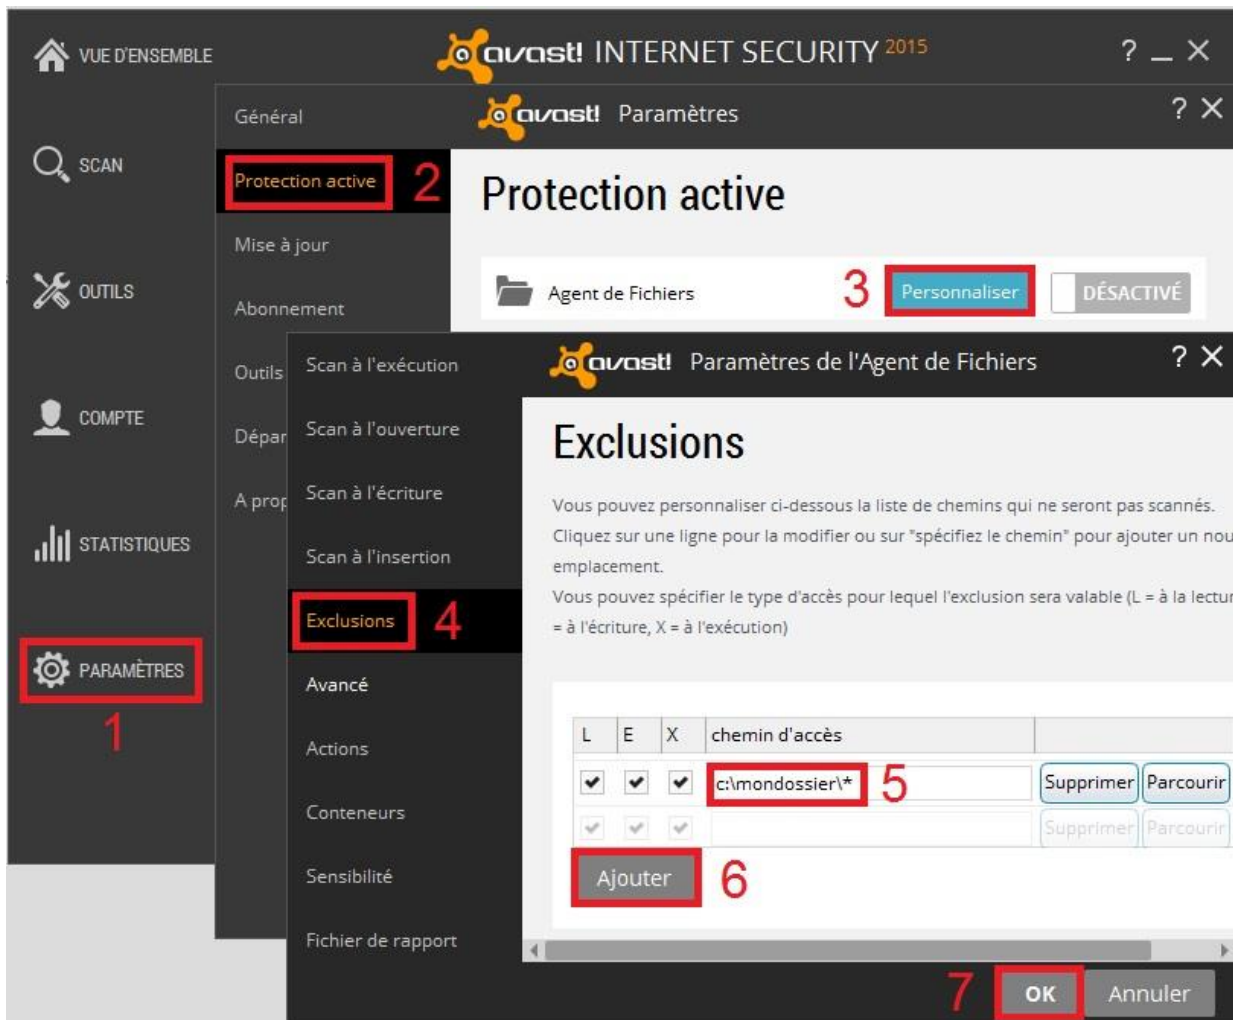 VUE D'ENSEMBLE
avast! INTERNET SECURITY 2015
? _ X
Général
avast! Paramètres
? X
SCAN
Protection active
2
Protection active
Mise à jour
OUTILS
Agent de Fichiers
3
Personnaliser
DÉSACTIVÉ
Abonnement
Scan à l'exécution
avast! Paramètres de l'Agent de Fichiers
? X
Outils
COMPTE
Dépar
Scan à l'ouverture
Exclusions
A prop
Scan à l'écriture
Vous pouvez personnaliser ci-dessous la liste de chemins qui ne seront pas scannés.
Cliquez sur une ligne pour la modifier ou sur "spécifiez le chemin" pour ajouter un nou
emplacement.
STATISTIQUES
Scan à l'insertion
Vous pouvez spécifier le type d'accès pour lequel l'exclusion sera valable (L = à la lectur
= à l'écriture, X = à l'exécution)
Exclusions
4
PARAMÈTRES
1
Avancé
Actions
L E X chemin d'accès
c:\mondossier\*
5
Supprimer Parcourir
Conteneurs
Supprimer Parcourir
Sensibilité
Ajouter
6
Fichier de rapport
7
OK
Annuler